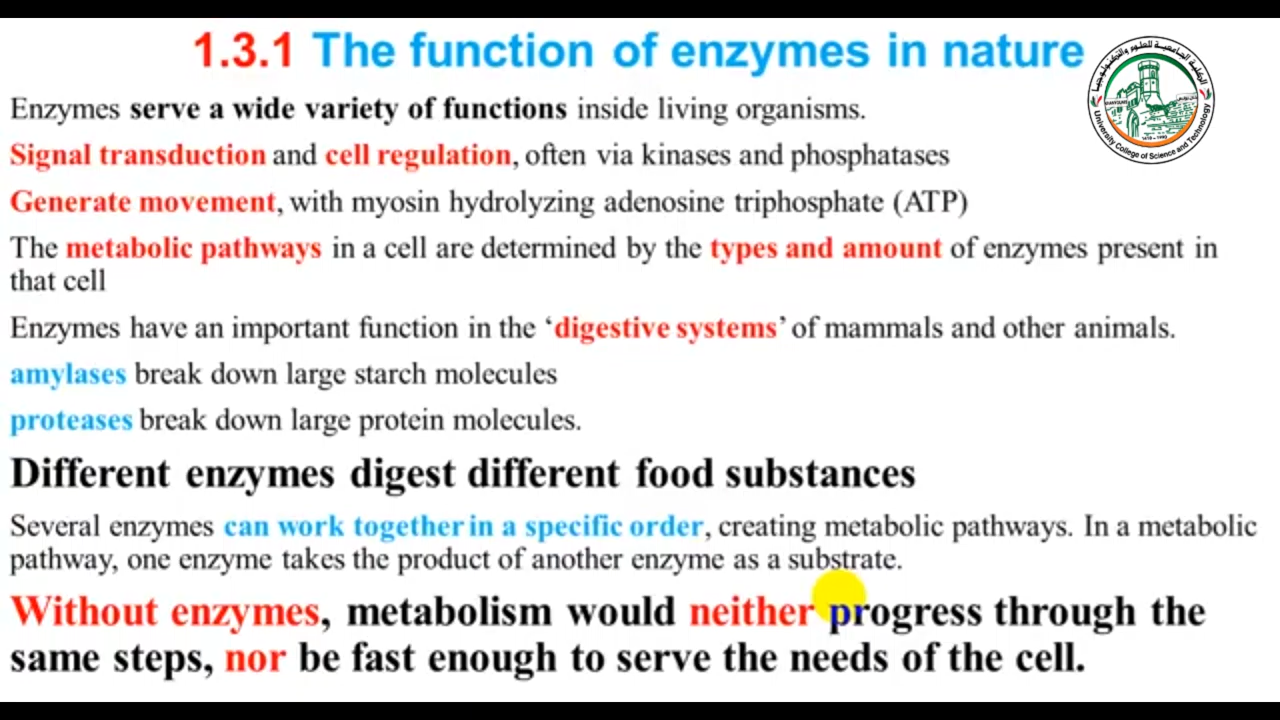 1.3.1 The function of enzymes in nature
Enzymes serve a wide variety of functions inside living organisms.
Signal transduction and cell regulation, often via kinases and phosphatases
Generate movement, with myosin hydrolyzing adenosine triphosphate (ATP)
The metabolic pathways in a cell are determined by the types and amount of enzymes present in
that cell
Enzymes have an important function in the ‘digestive systems’ of mammals and other animals.
amylases break down large starch molecules
proteases break down large protein molecules.
Different enzymes digest different food substances
Several enzymes can work together in a specific order, creating metabolic pathways. In a metabolic
pathway, one enzyme takes the product of another enzyme as a substrate.
Without enzymes, metabolism would neither progress through the
same steps, nor be fast enough to serve the needs of the cell.
الكلية الجامعية للعلوم والتكنولوجيا
University College of Science and Technology